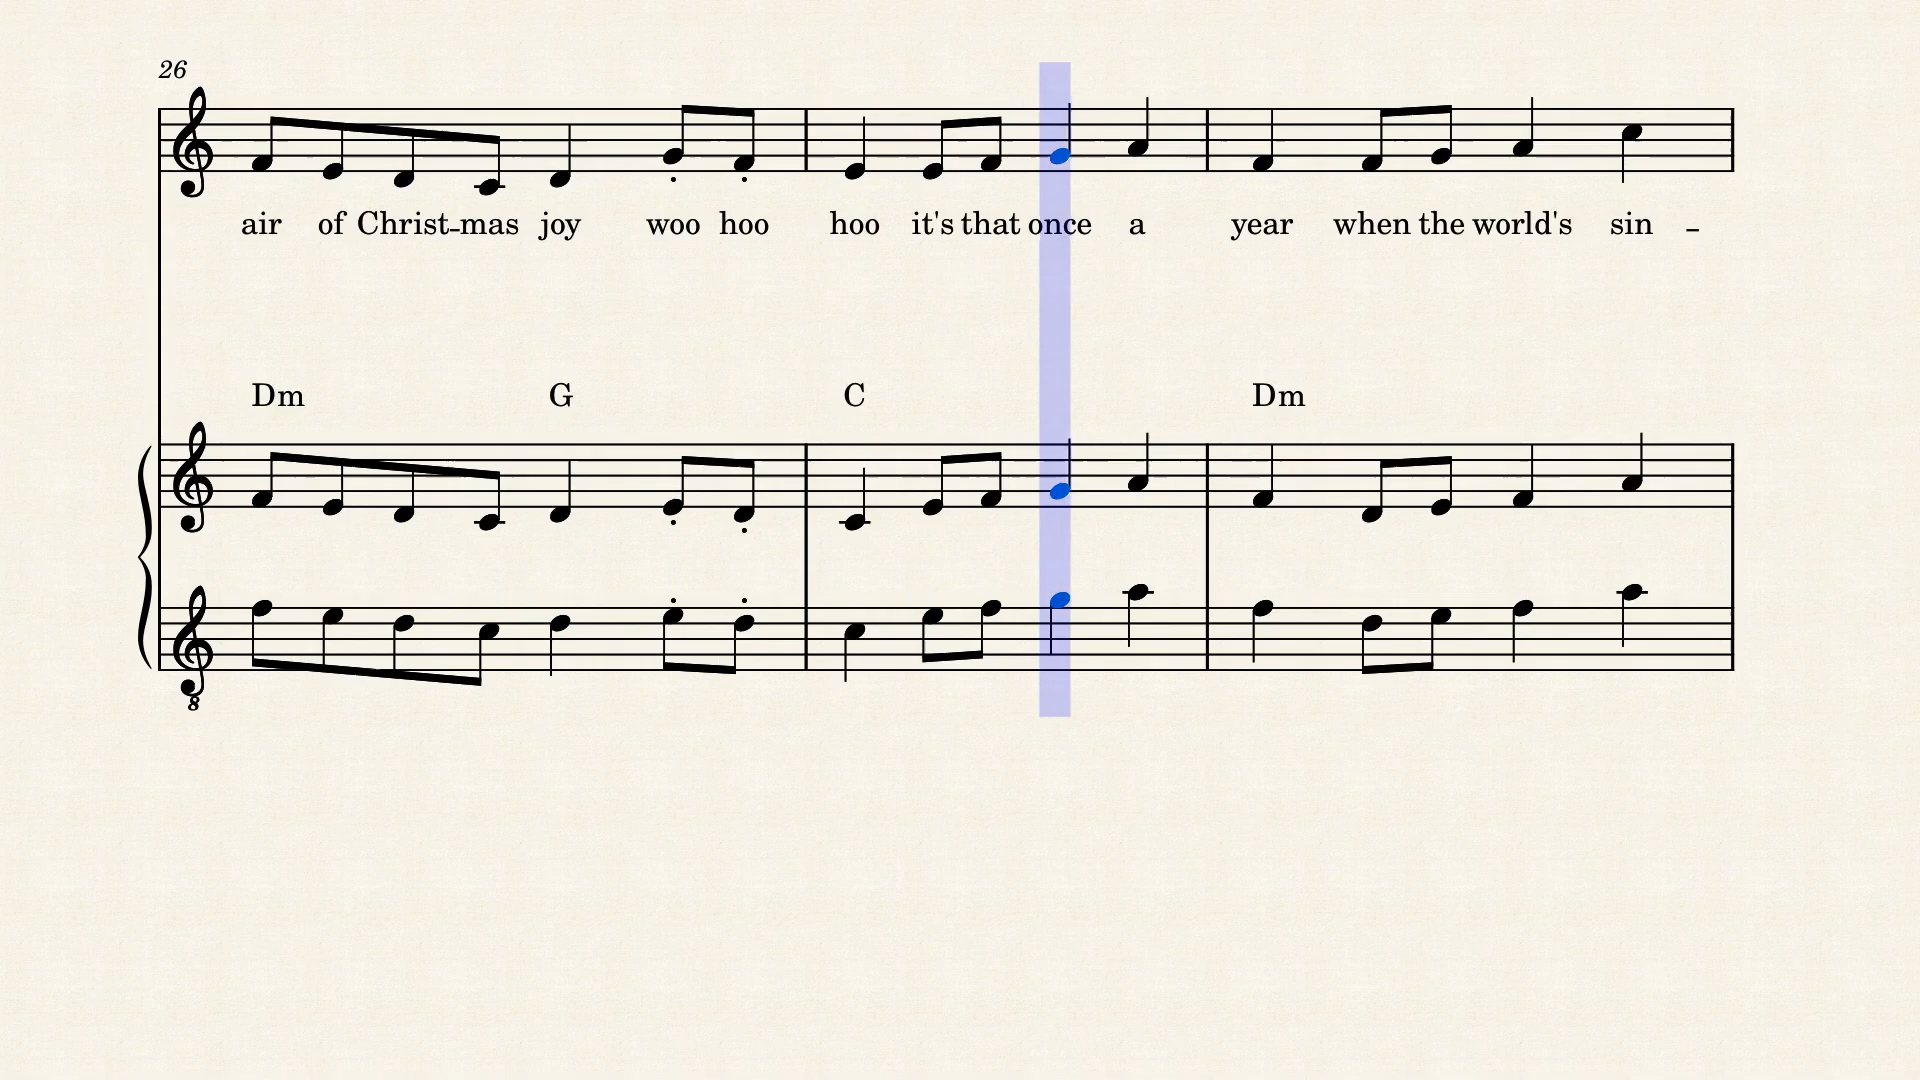 26
air of Christ-mas joy woo hoo hoo it's that once a year when the world's sin -
Dm G C Dm
8